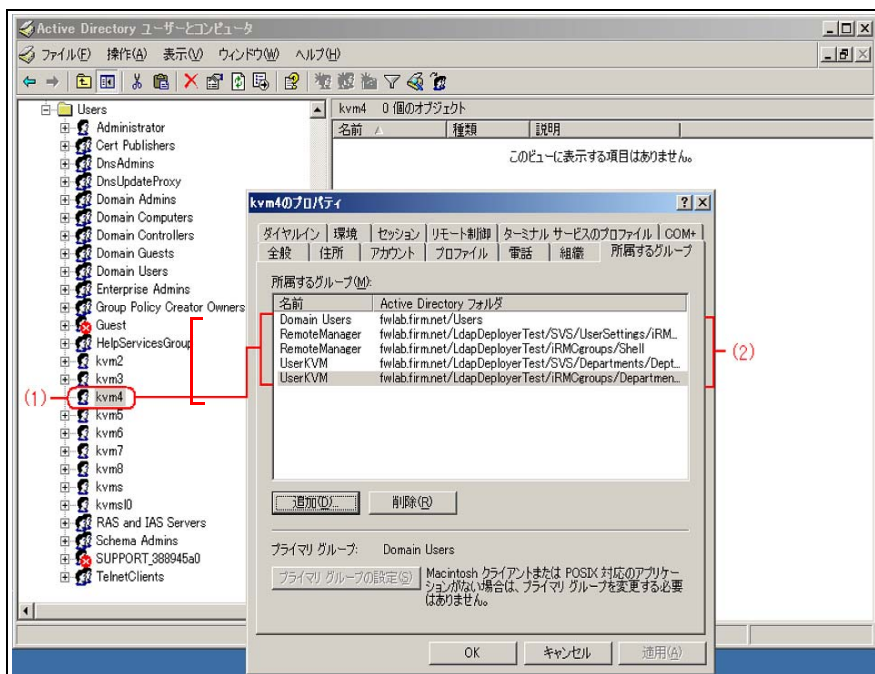 Active Directory ユーザーとコンピュータ
ファイル(F) 操作(A) 表示(V) ウィンドウ(W) ヘルプ(H)
Users
Administrator
Cert Publishers
DnsAdmins
DnsUpdateProxy
Domain Admins
Domain Computers
Domain Controllers
Domain Guests
Domain Users
Enterprise Admins
Group Policy Creator Owners
Guest
HelpServicesGroup
kvm2
kvm3
(1)
kvm4
kvm5
kvm6
kvm7
kvm8
kvms
kvmsl0
RAS and IAS Servers
Schema Admins
SUPPORT_388945a0
TelnetClients
kvm4 0 個のオブジェクト
名前 種類 説明
このビューに表示する項目はありません。
kvm4のプロパティ
ダイヤルイン 環境 セッション リモート制御 ターミナル サービスのプロファイル COM+
全般 住所 アカウント プロファイル 電話 組織 所属するグループ
所属するグループ(M):
名前 Active Directory フォルダ
Domain Users fwlab.firm.net/Users
RemoteManager fwlab.firm.net/LdapDeployerTest/SVS/UserSettings/iRM...
RemoteManager fwlab.firm.net/LdapDeployerTest/iRMCgroups/Shell
UserKVM fwlab.firm.net/LdapDeployerTest/SVS/Departments/Dept...
UserKVM fwlab.firm.net/LdapDeployerTest/iRMCgroups/Departmen...
(2)
追加(D)... 削除(R)
プライマリ グループ: Domain Users
プライマリ グループの設定(S)
Macintosh クライアントまたは POSIX 対応のアプリケー
ションがない場合は、プライマリ グループを変更する必要
はありません。
OK キャンセル 適用(A)